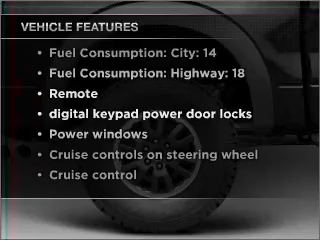 VEHICLE FEATURES
• Fuel Consumption: City: 14
• Fuel Consumption: Highway: 18
• Remote
• digital keypad power door locks
• Power windows
• Cruise controls on steering wheel
• Cruise control